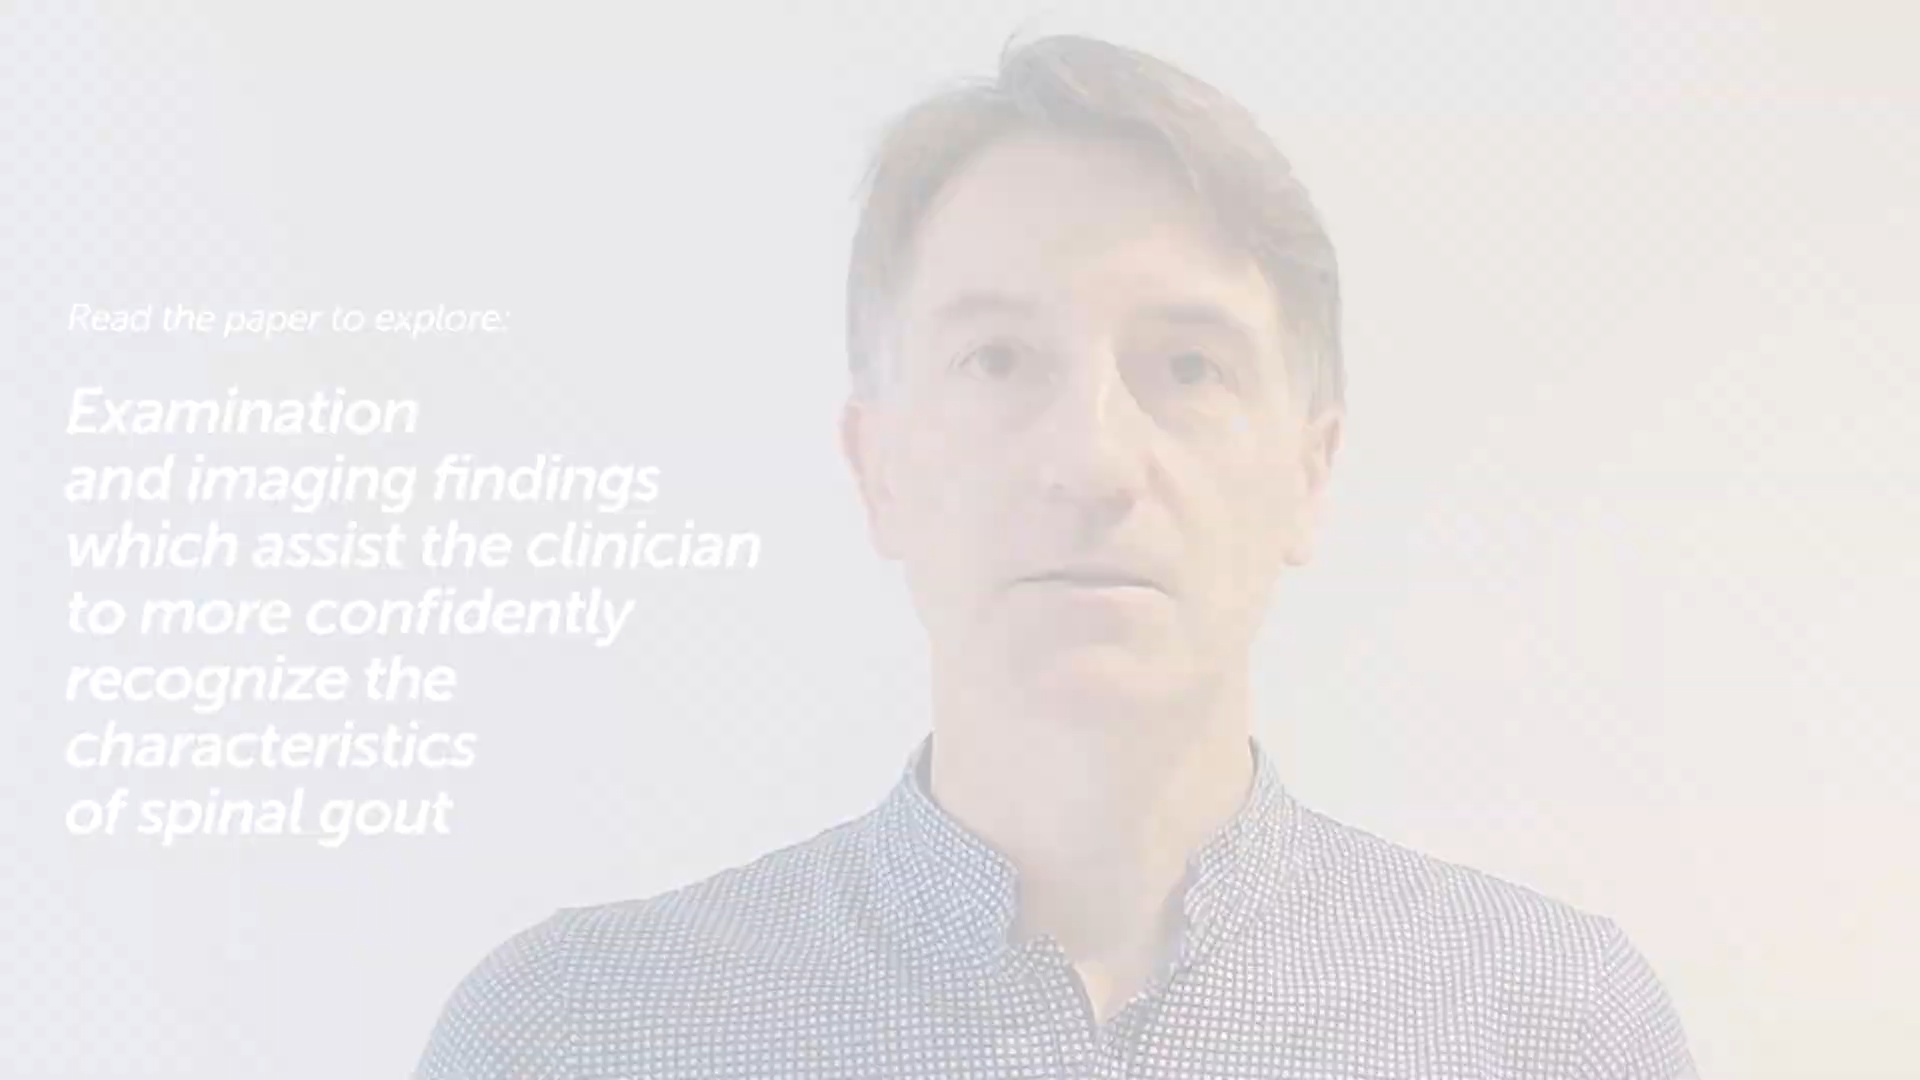 Read the paper to explore:
Examination
and imaging findings
which assist the clinician
to more confidently
recognize the
characteristics
of spinal gout